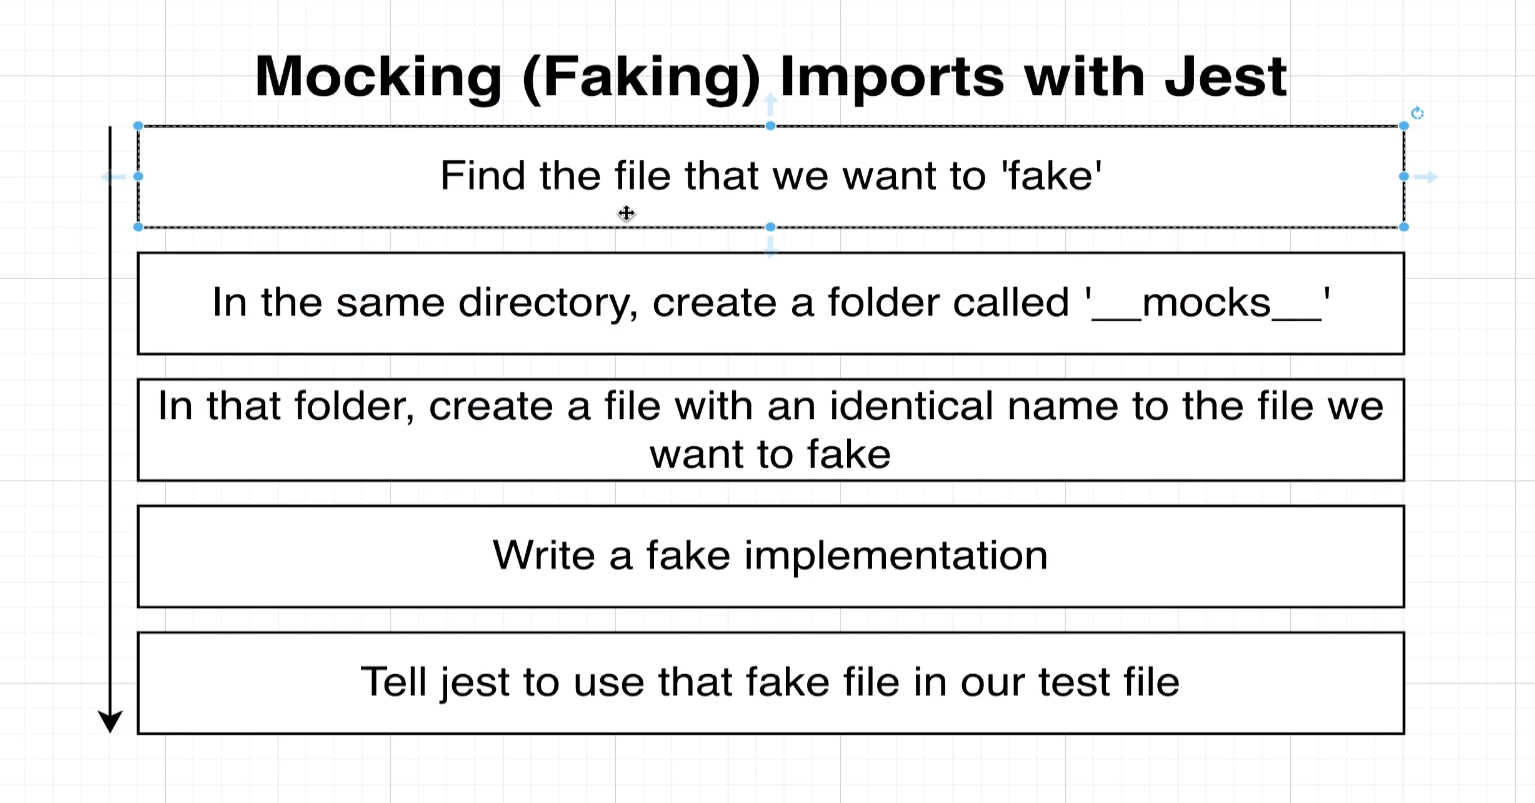 Mocking (Faking) Imports with Jest
Find the file that we want to 'fake'
In the same directory, create a folder called '__mocks__'
In that folder, create a file with an identical name to the file we
want to fake
Write a fake implementation
Tell jest to use that fake file in our test file